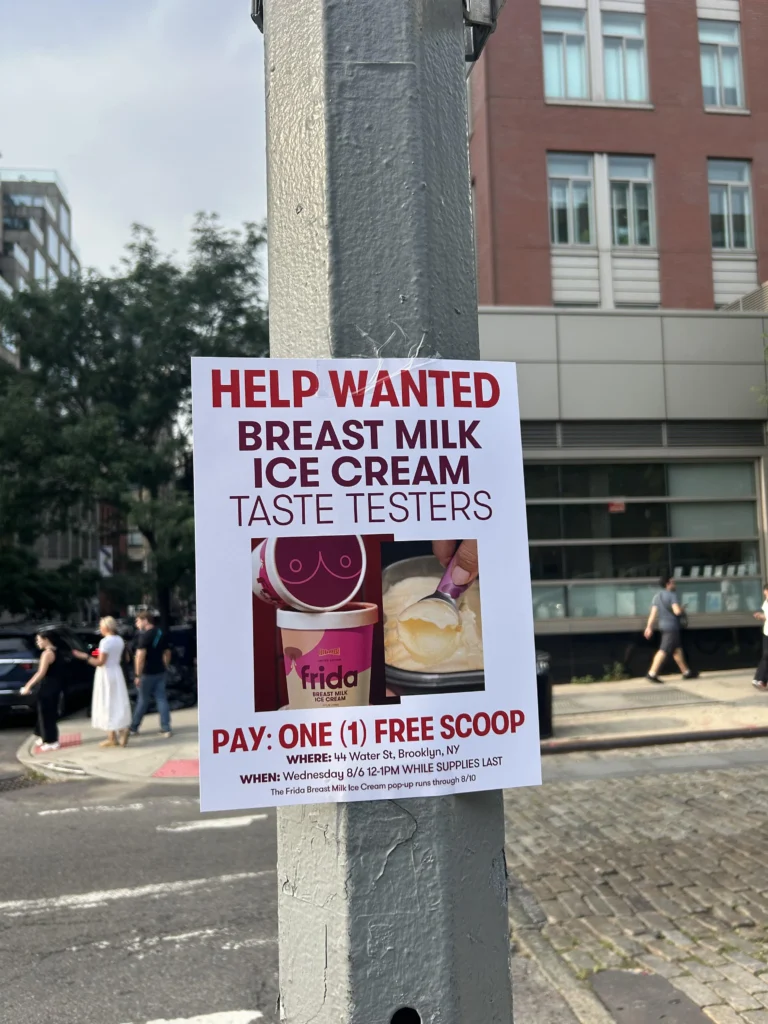 HELP WANTED
BREAST MILK
ICE CREAM
TASTE TESTERS
frida
BREAST MILK
ICE CREAM
PAY: ONE (1) FREE SCOOP
WHERE: 44 Water St, Brooklyn, NY
WHEN: Wednesday 8/6 12-1PM WHILE SUPPLIES LAST
The Frida Breast Milk Ice Cream pop-up runs through 8/10